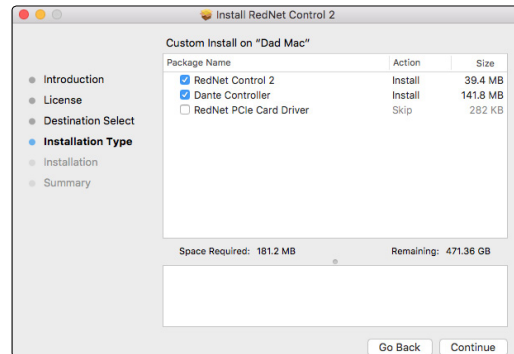 Install RedNet Control 2
Custom Install on "Dad Mac"
Package Name Action Size
RedNet Control 2 Install 39.4 MB
Dante Controller Install 141.8 MB
RedNet PCIe Card Driver Skip 282 KB
Introduction
License
Destination Select
Installation Type
Installation
Summary
Space Required: 181.2 MB Remaining: 471.36 GB
Go Back Continue